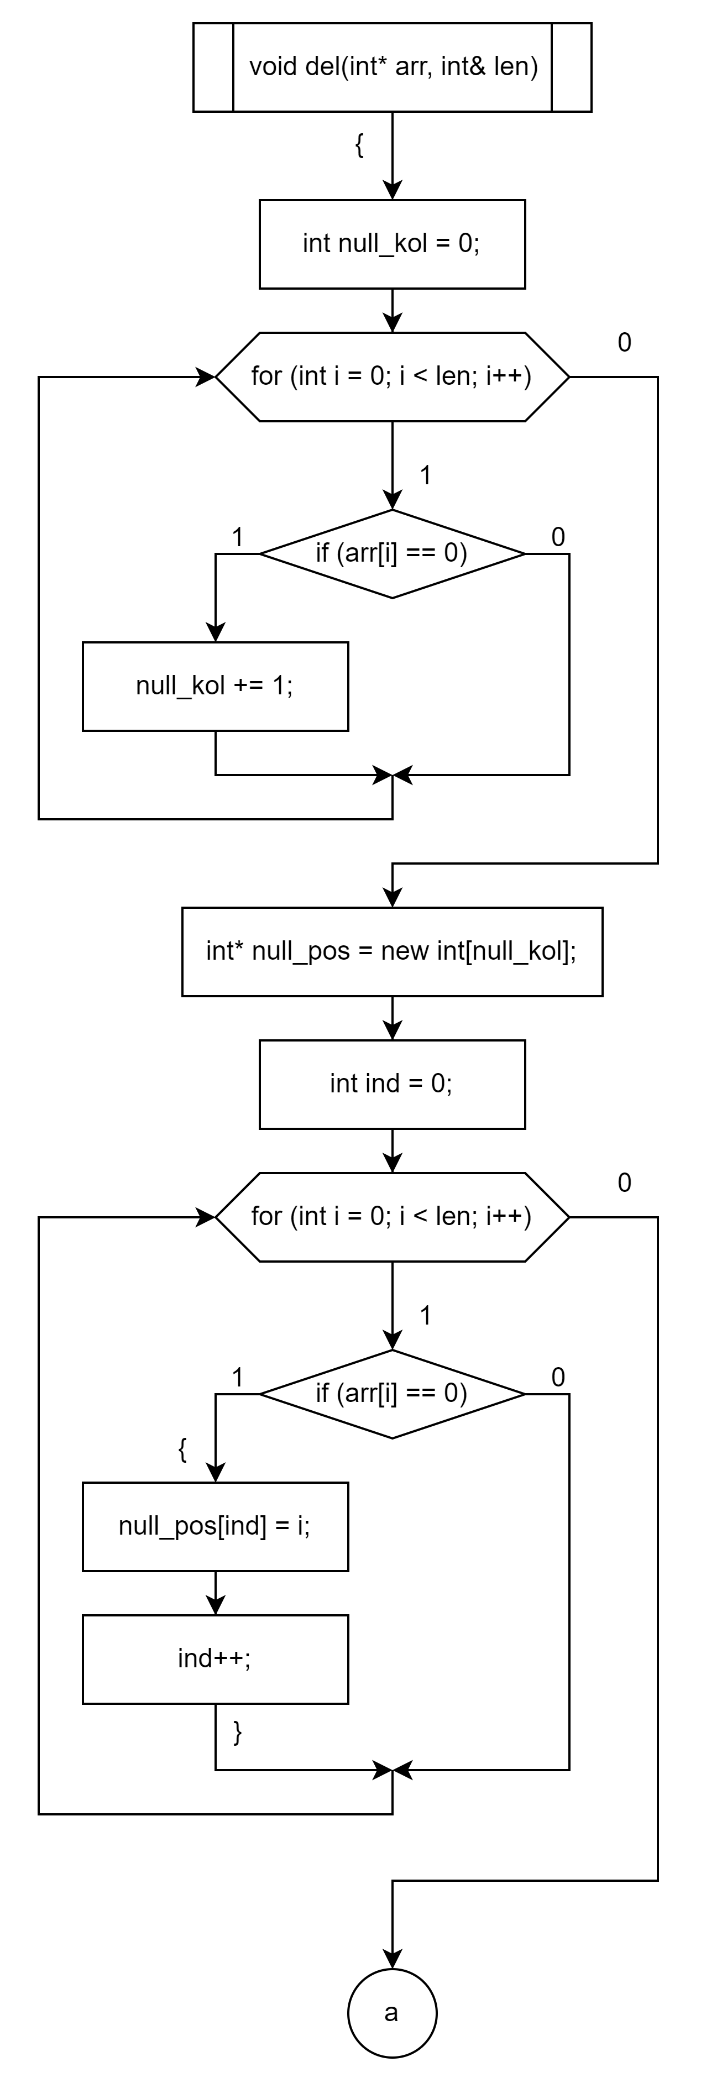 void del(int* arr, int& len)
{
int null_kol = 0;
0
for (int i = 0; i < len; i++)
1
1
if (arr[i] == 0)
0
null_kol += 1;
int* null_pos = new int[null_kol];
int ind = 0;
0
for (int i = 0; i < len; i++)
1
1
if (arr[i] == 0)
0
{
null_pos[ind] = i;
ind++;
}
a